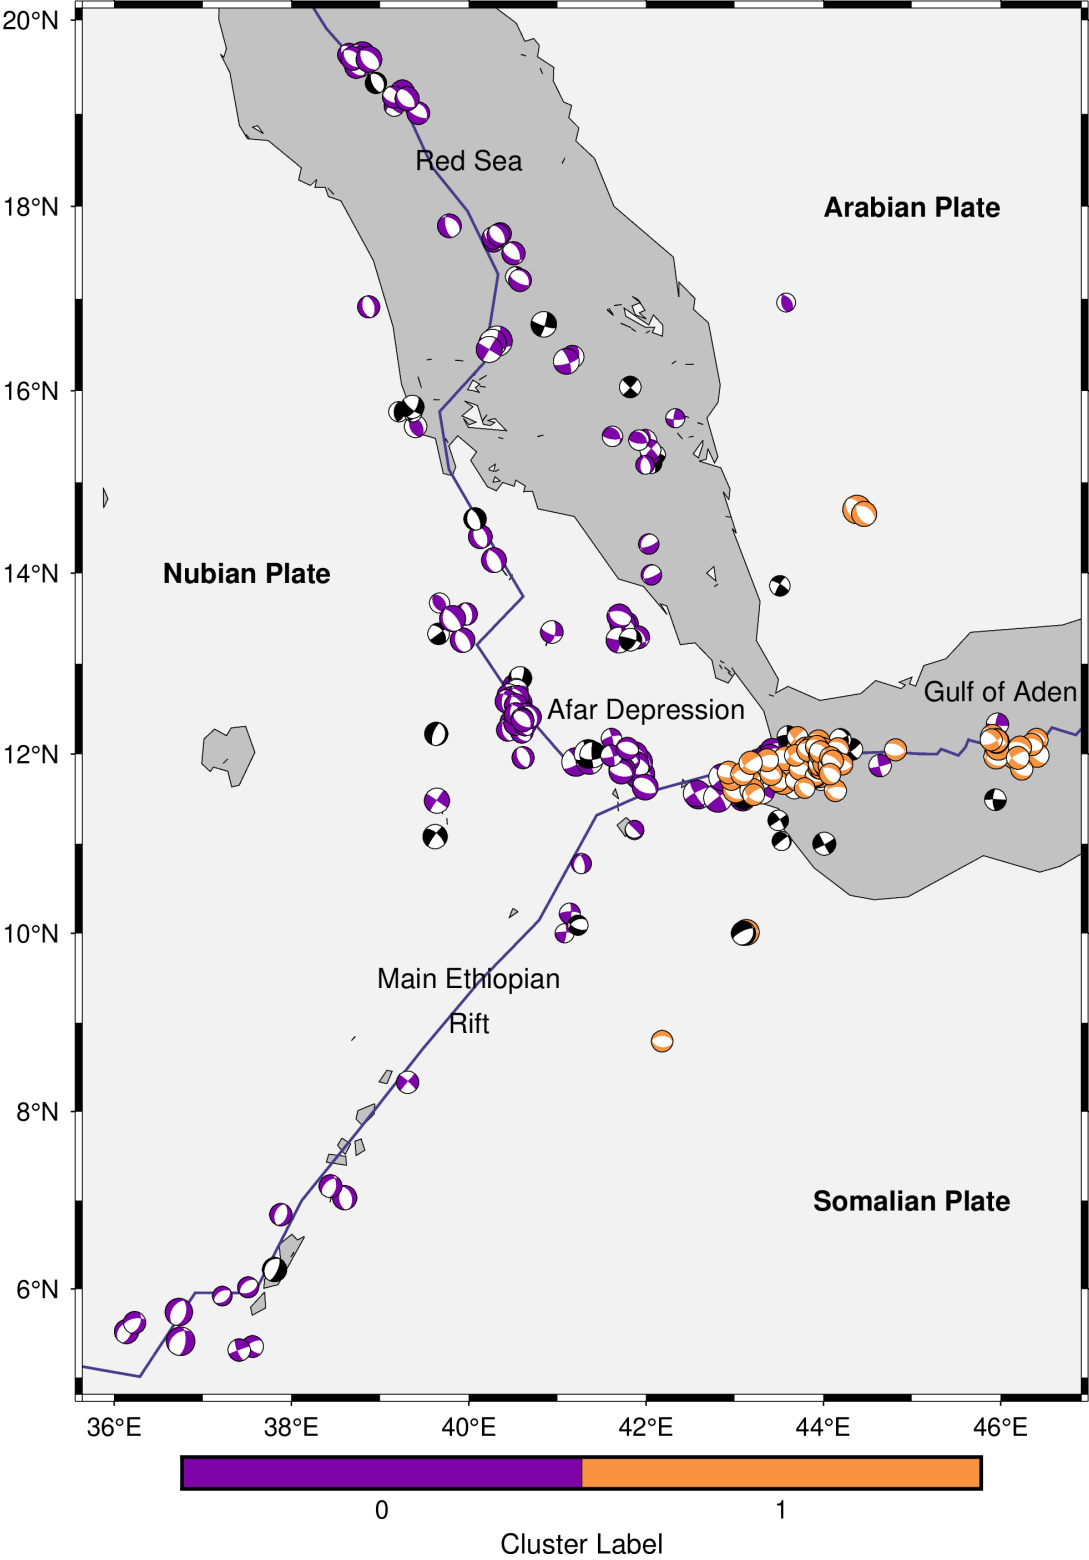 20°N
Red Sea
18°N
Arabian Plate
16°N
14°N
Nubian Plate
Gulf of Aden
Afar Depression
12°N
10°N
Main Ethiopian
Rift
8°N
Somalian Plate
6°N
36°E 38°E 40°E 42°E 44°E 46°E
0 1
Cluster Label